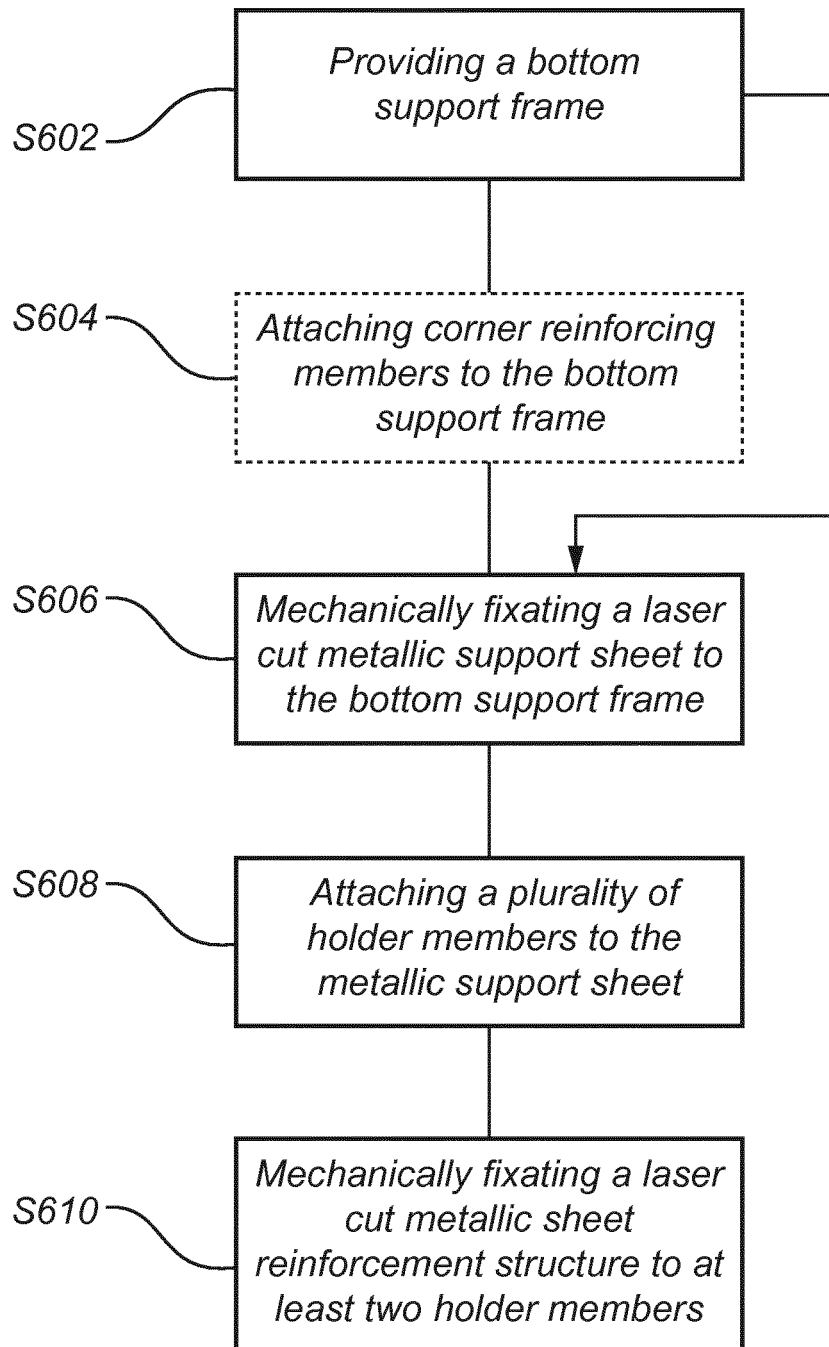 Providing a bottom
support frame
S602
S604
Attaching corner reinforcing
members to the bottom
support frame
S606
Mechanically fixating a laser
cut metallic support sheet to
the bottom support frame
S608
Attaching a plurality of
holder members to the
metallic support sheet
S610
Mechanically fixating a laser
cut metallic sheet
reinforcement structure to at
least two holder members